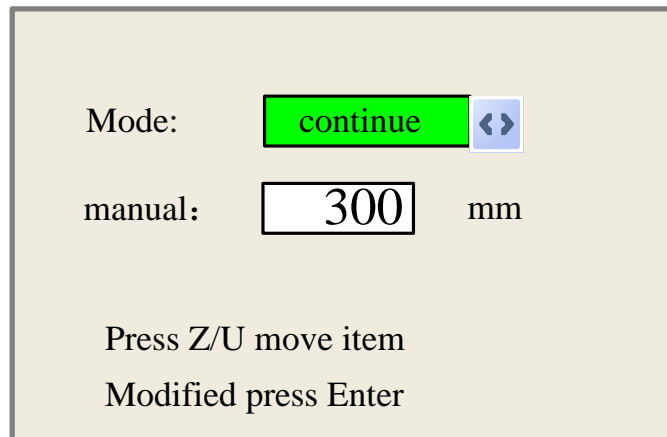 Mode: continue
manual： 300 mm
Press Z/U move item
Modified press Enter